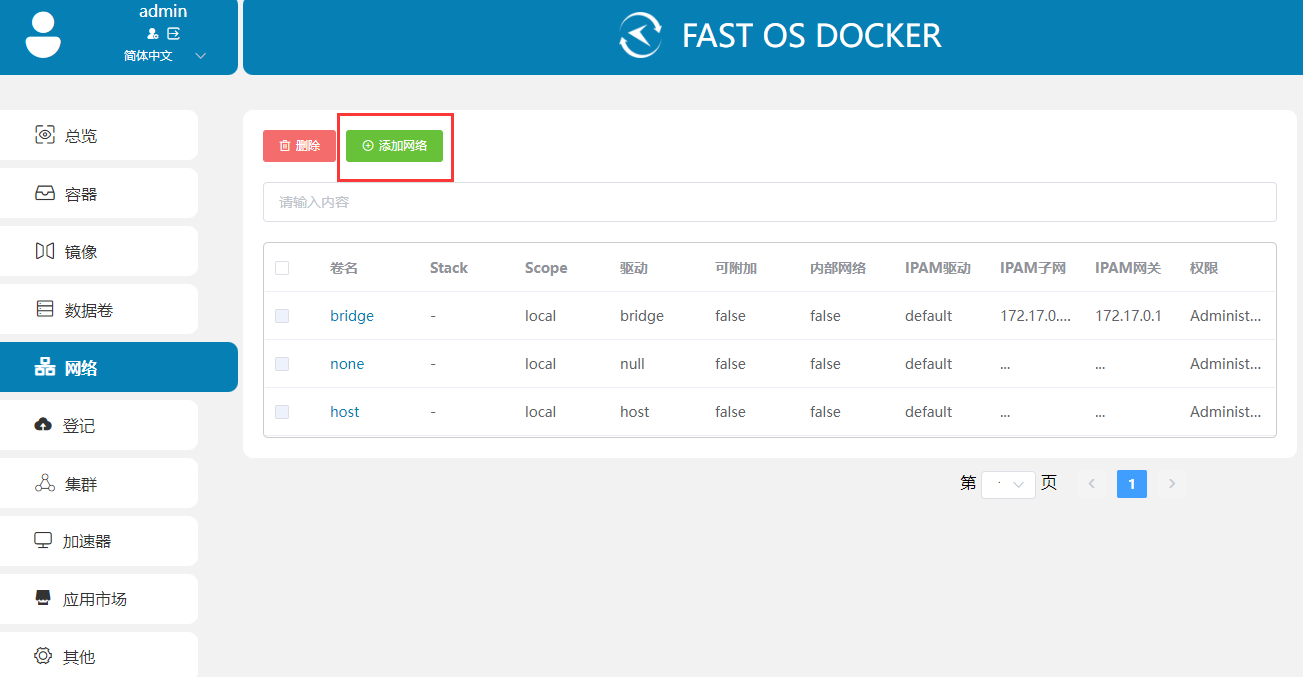 admin
简体中文
FAST OS DOCKER
总览
容器
镜像
数据卷
网络
登记
集群
加速器
应用市场
其他
删除 添加网络
请输入内容
卷名 Stack Scope 驱动 可附加 内部网络 IPAM驱动 IPAM子网 IPAM网关 权限
bridge - local bridge false false default 172.17.0.... 172.17.0.1 Administ...
none - local null false false default ... ... Administ...
host - local host false false default ... ... Administ...
第 页 1